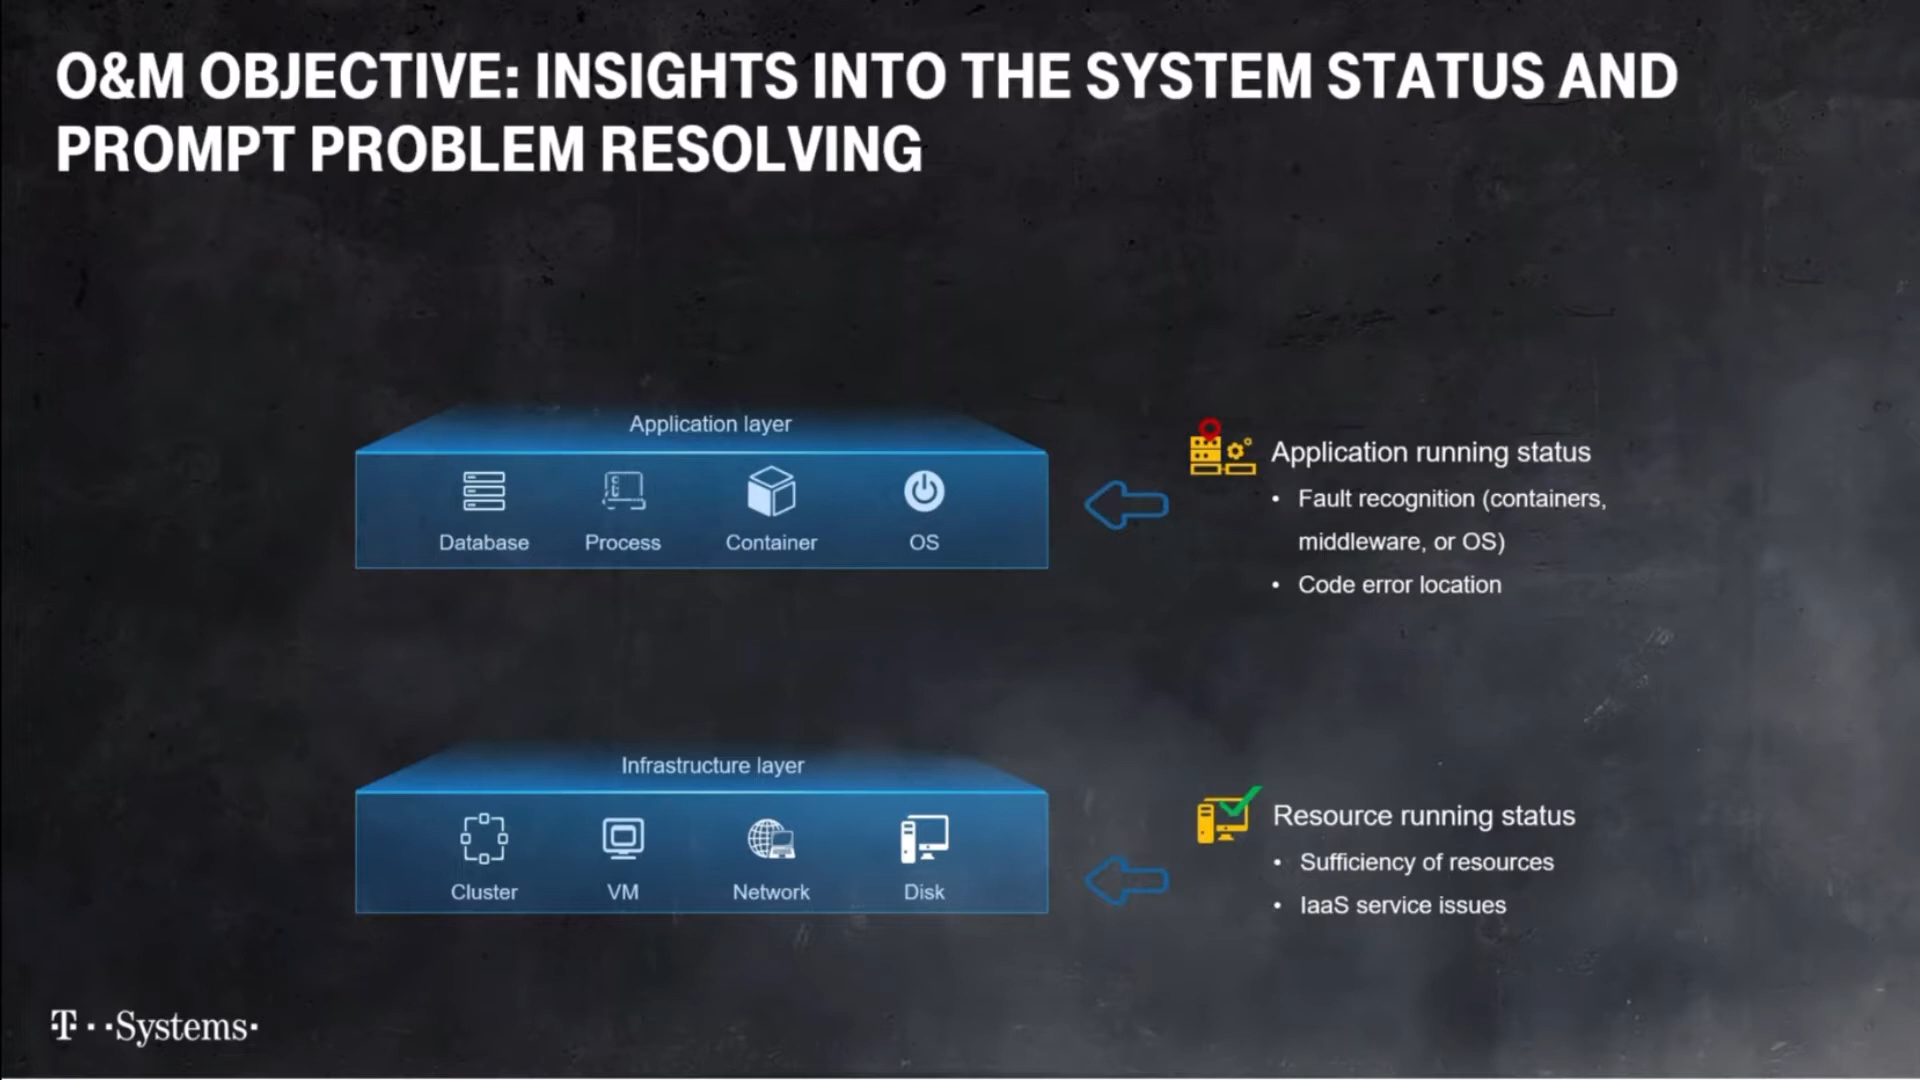 O&M OBJECTIVE: INSIGHTS INTO THE SYSTEM STATUS AND
PROMPT PROBLEM RESOLVING
Application layer
Database
Process
Container
OS
Application running status
• Fault recognition (containers,
middleware, or OS)
• Code error location
Infrastructure layer
Cluster
VM
Network
Disk
Resource running status
• Sufficiency of resources
• IaaS service issues
T··Systems·